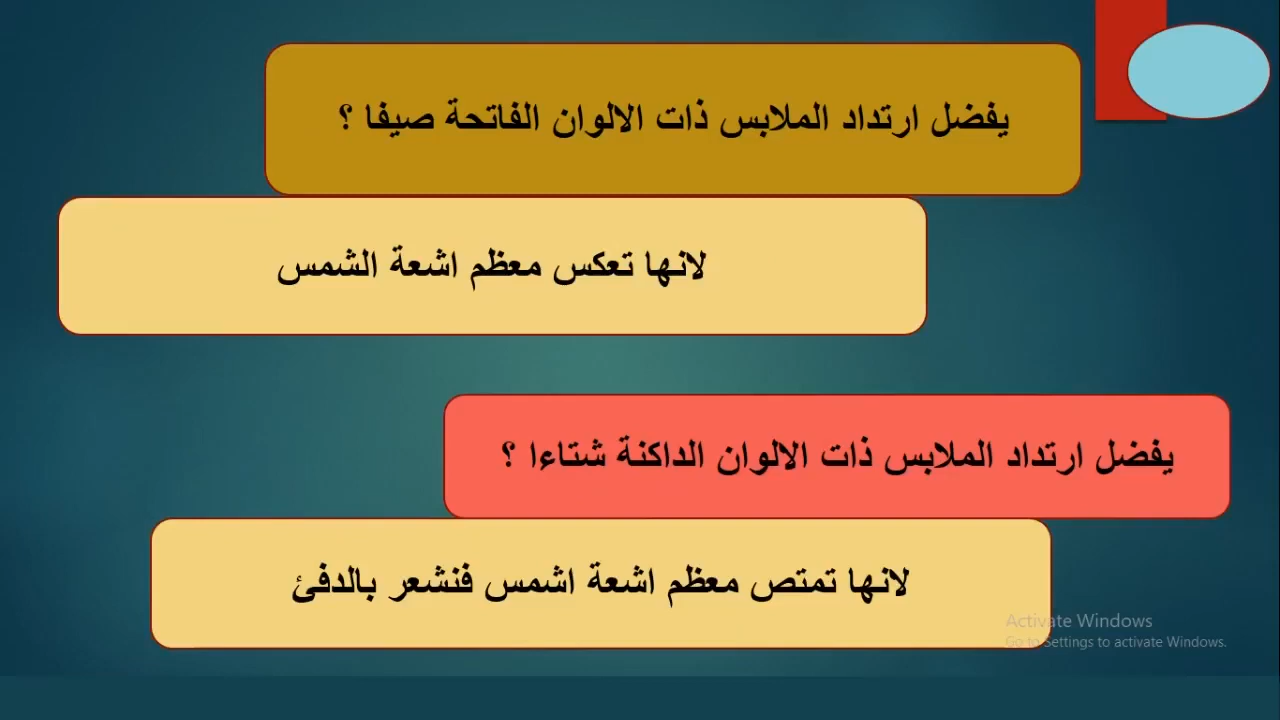 يفضل ارتداد الملابس ذات الالوان الفاتحة صيفا ؟
لانها تعكس معظم اشعة الشمس
يفضل ارتداد الملابس ذات الالوان الداكنة شتاءا ؟
لانها تمتص معظم اشعة اشمس فنشعر بالدفئ
Activate Windows
Go to Settings to activate Windows.